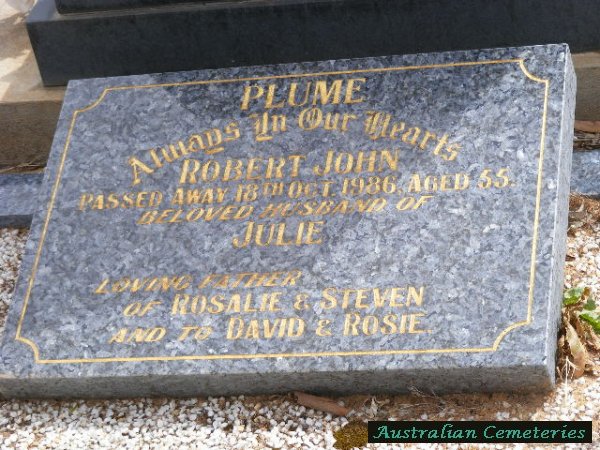 PLUME
Always In Our Hearts
ROBERT JOHN
PASSED AWAY 18TH OCT. 1986, AGED 55.
BELOVED HUSBAND OF
JULIE
LOVING FATHER
OF ROSALIE & STEVEN
AND TO DAVID & ROSIE.
Australian Cemeteries